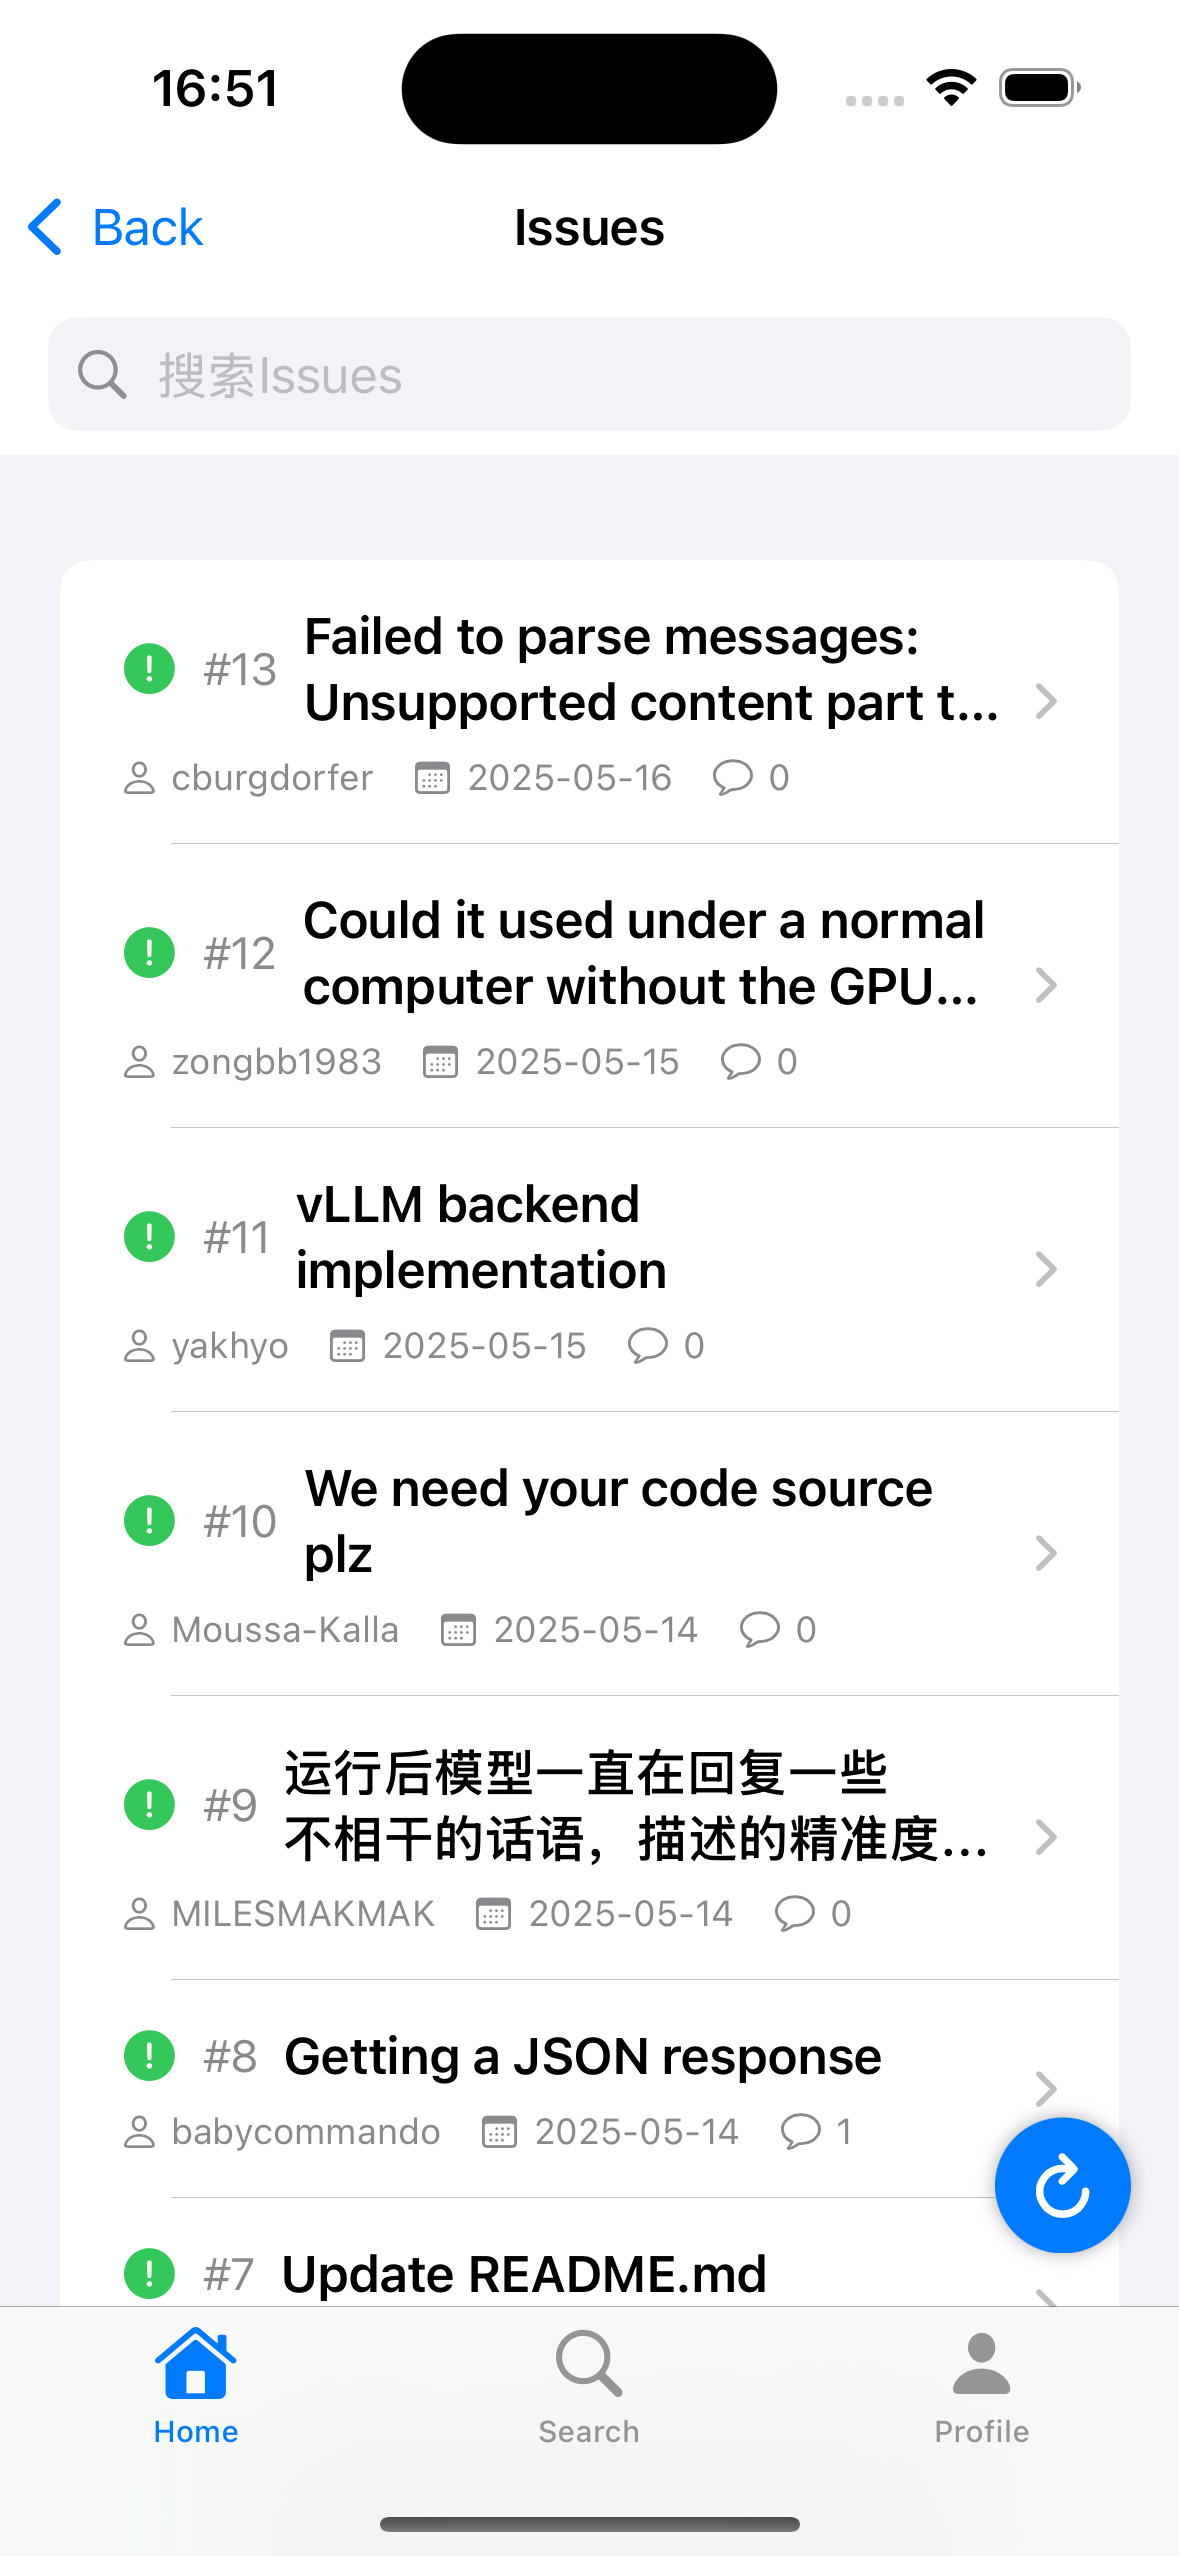 16:51
Back
Issues
搜索Issues
#13
Failed to parse messages:
Unsupported content part t...
cburgdorfer 2025-05-16 0
#12
Could it used under a normal
computer without the GPU...
zongbb1983 2025-05-15 0
#11
vLLM backend
implementation
yakhyo 2025-05-15 0
#10
We need your code source
plz
Moussa-Kalla 2025-05-14 0
#9
运行后模型一直在回复一些
不相干的话语，描述的精准度...
MILESMAKMAK 2025-05-14 0
#8 Getting a JSON response
babycommando 2025-05-14 1
#7 Update README.md
Home Search Profile